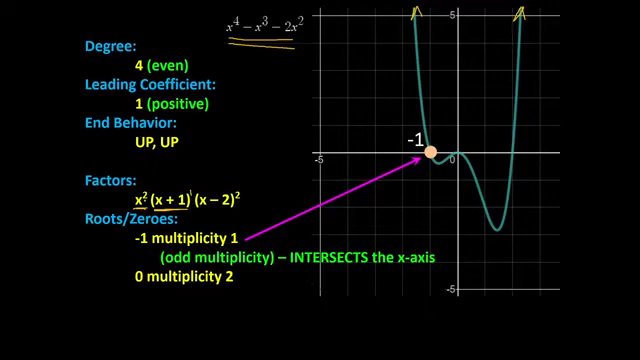 x⁴ − x³ − 2x²
Degree:
4 (even)
Leading Coefficient:
1 (positive)
End Behavior:
UP, UP
Factors:
x² (x + 1)¹ (x – 2)²
Roots/Zeroes:
-1 multiplicity 1
(odd multiplicity) – INTERSECTS the x-axis
0 multiplicity 2
5
-1
-5
0
-5